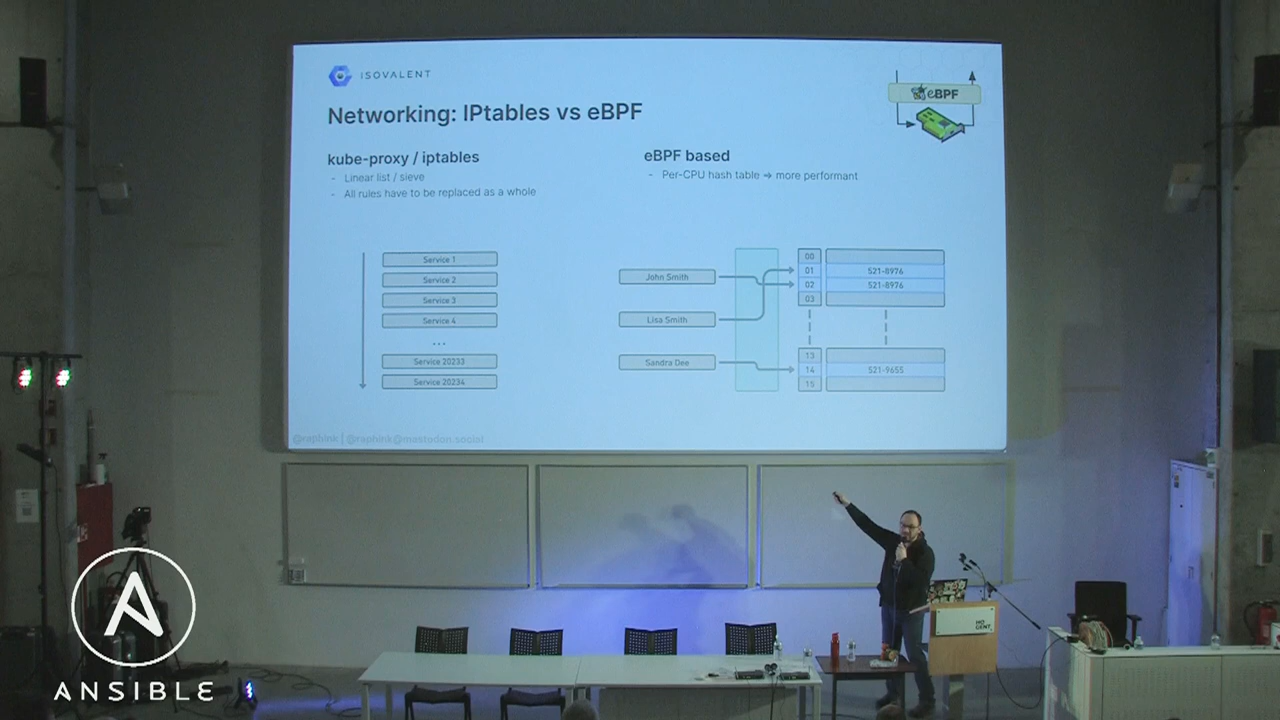 ISOVALENT
eBPF
Networking: IPtables vs eBPF
kube-proxy / iptables
- Linear list / sieve
- All rules have to be replaced as a whole
eBPF based
- Per-CPU hash table ⇒ more performant
Service 1
Service 2
Service 3
Service 4
...
Service 20233
Service 20234
John Smith
Lisa Smith
Sandra Dee
00
01 521-8976
02 521-8976
03
13
14 521-9655
15
@raphink | @raphink@mastodon.social
ANSIBLE